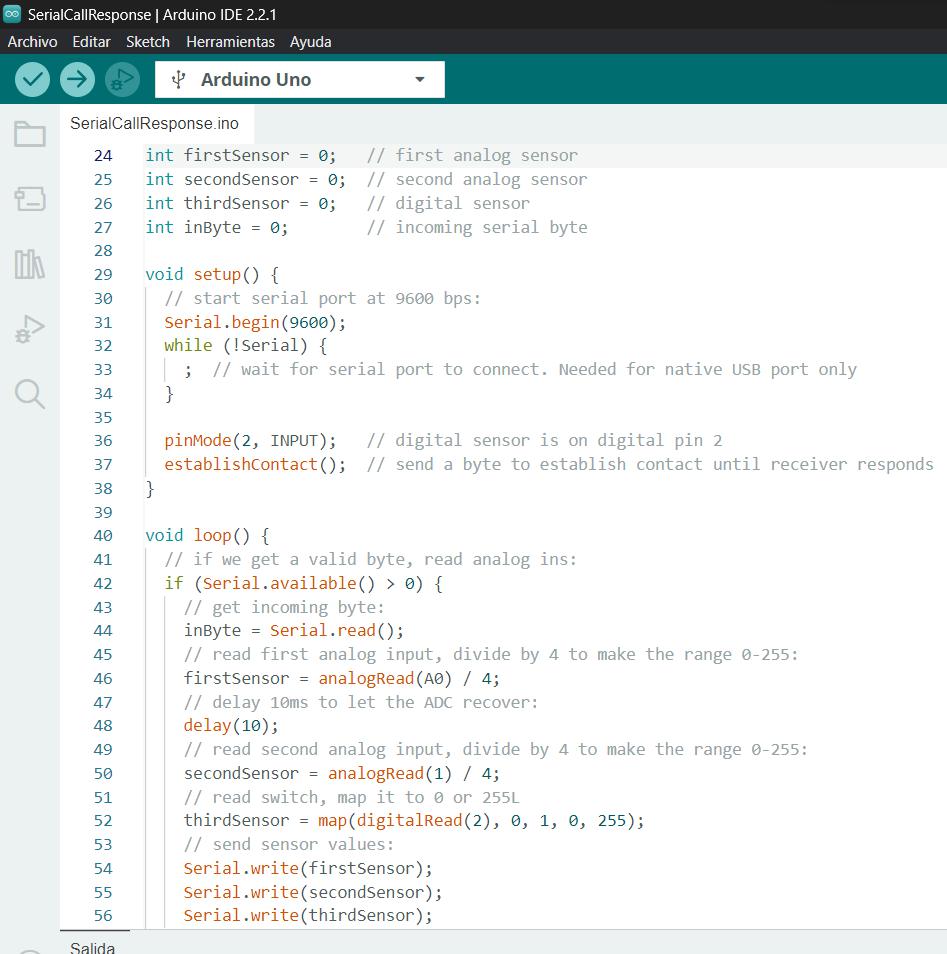 SerialCallResponse | Arduino IDE 2.2.1
Archivo Editar Sketch Herramientas Ayuda
Arduino Uno
SerialCallResponse.ino
24 int firstSensor = 0;   // first analog sensor
25 int secondSensor = 0;  // second analog sensor
26 int thirdSensor = 0;   // digital sensor
27 int inByte = 0;        // incoming serial byte
28
29 void setup() {
30   // start serial port at 9600 bps:
31   Serial.begin(9600);
32   while (!Serial) {
33     ;  // wait for serial port to connect. Needed for native USB port only
34   }
35
36   pinMode(2, INPUT);   // digital sensor is on digital pin 2
37   establishContact();  // send a byte to establish contact until receiver responds
38 }
39
40 void loop() {
41   // if we get a valid byte, read analog ins:
42   if (Serial.available() > 0) {
43     // get incoming byte:
44     inByte = Serial.read();
45     // read first analog input, divide by 4 to make the range 0-255:
46     firstSensor = analogRead(A0) / 4;
47     // delay 10ms to let the ADC recover:
48     delay(10);
49     // read second analog input, divide by 4 to make the range 0-255:
50     secondSensor = analogRead(1) / 4;
51     // read switch, map it to 0 or 255L
52     thirdSensor = map(digitalRead(2), 0, 1, 0, 255);
53     // send sensor values:
54     Serial.write(firstSensor);
55     Serial.write(secondSensor);
56     Serial.write(thirdSensor);
Salida